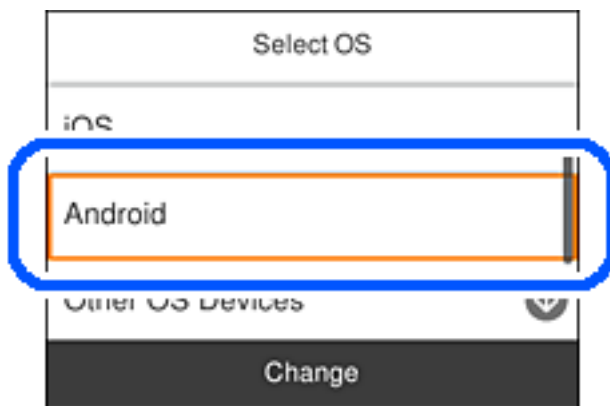 Select OS
iOS
Android
Other OS Devices
Change